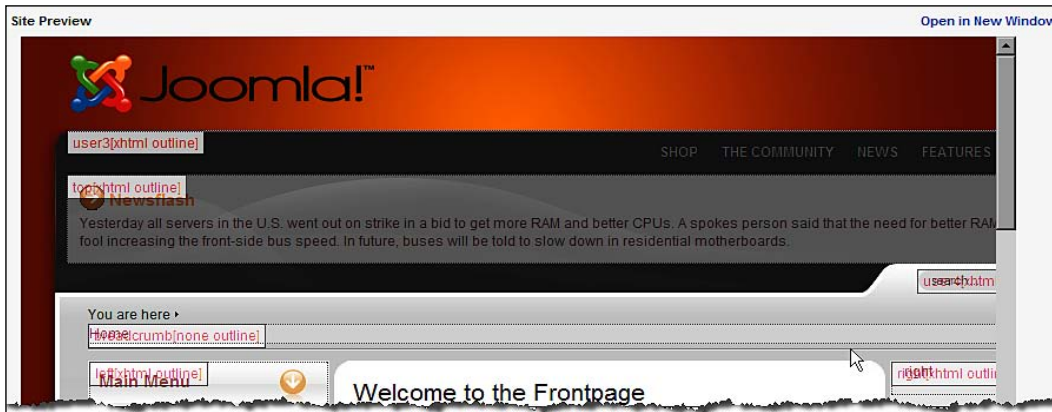 Site Preview Open in New Window
Joomla!™
user3[xhtml outline]
SHOP THE COMMUNITY NEWS FEATURES
top[xhtml outline]
Newsflash
Yesterday all servers in the U.S. went out on strike in a bid to get more RAM and better CPUs. A spokes person said that the need for better RAM
fool increasing the front-side bus speed. In future, buses will be told to slow down in residential motherboards.
search...
You are here
Home
breadcrumb[none outline]
left[xhtml outline]
Main Menu
Welcome to the Frontpage
right